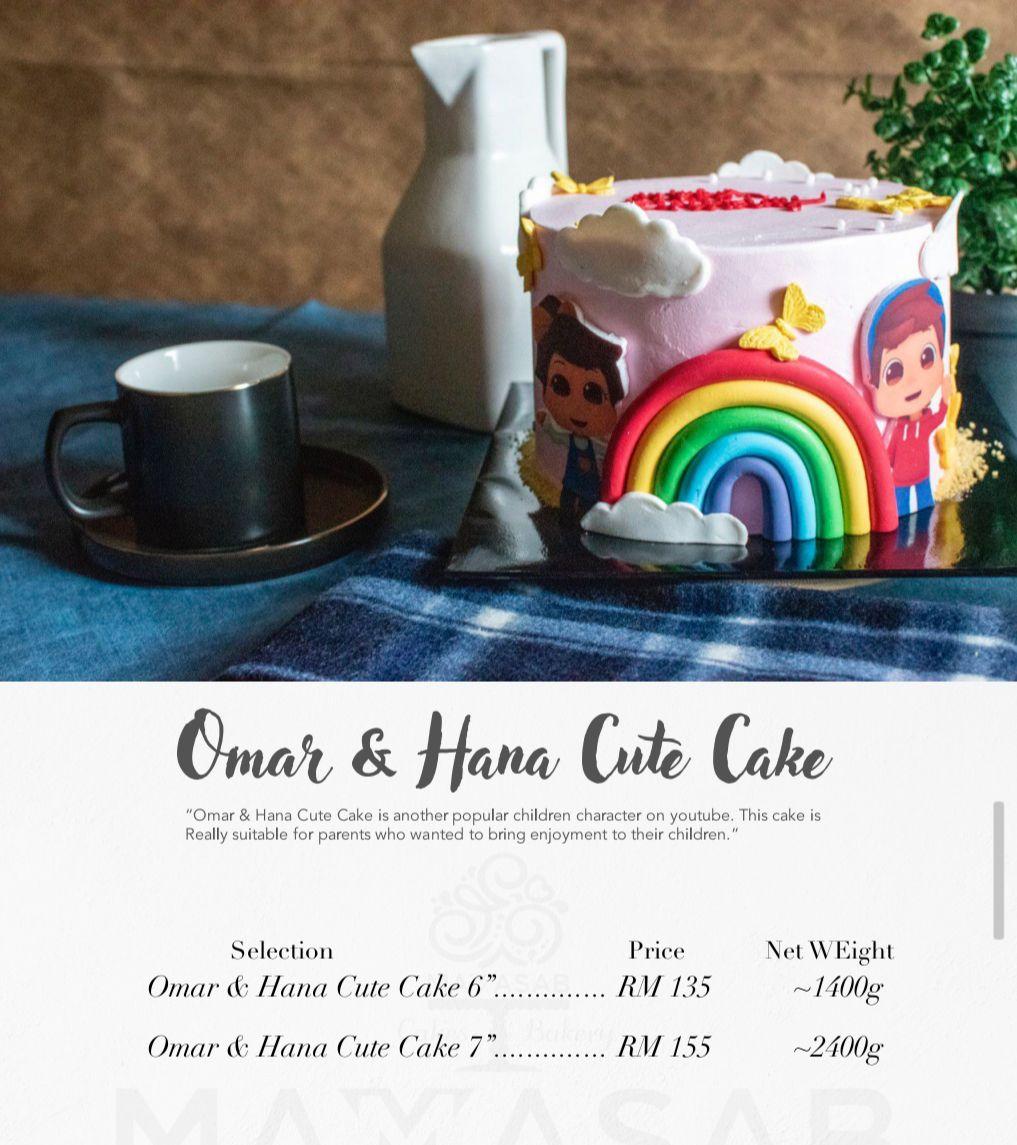 Omar & Hana Cute Cake
“Omar & Hana Cute Cake is another popular children character on youtube. This cake is
Really suitable for parents who wanted to bring enjoyment to their children.”
Selection Price Net WEight
Omar & Hana Cute Cake 6”.............. RM 135 ~1400g
Omar & Hana Cute Cake 7”.............. RM 155 ~2400g